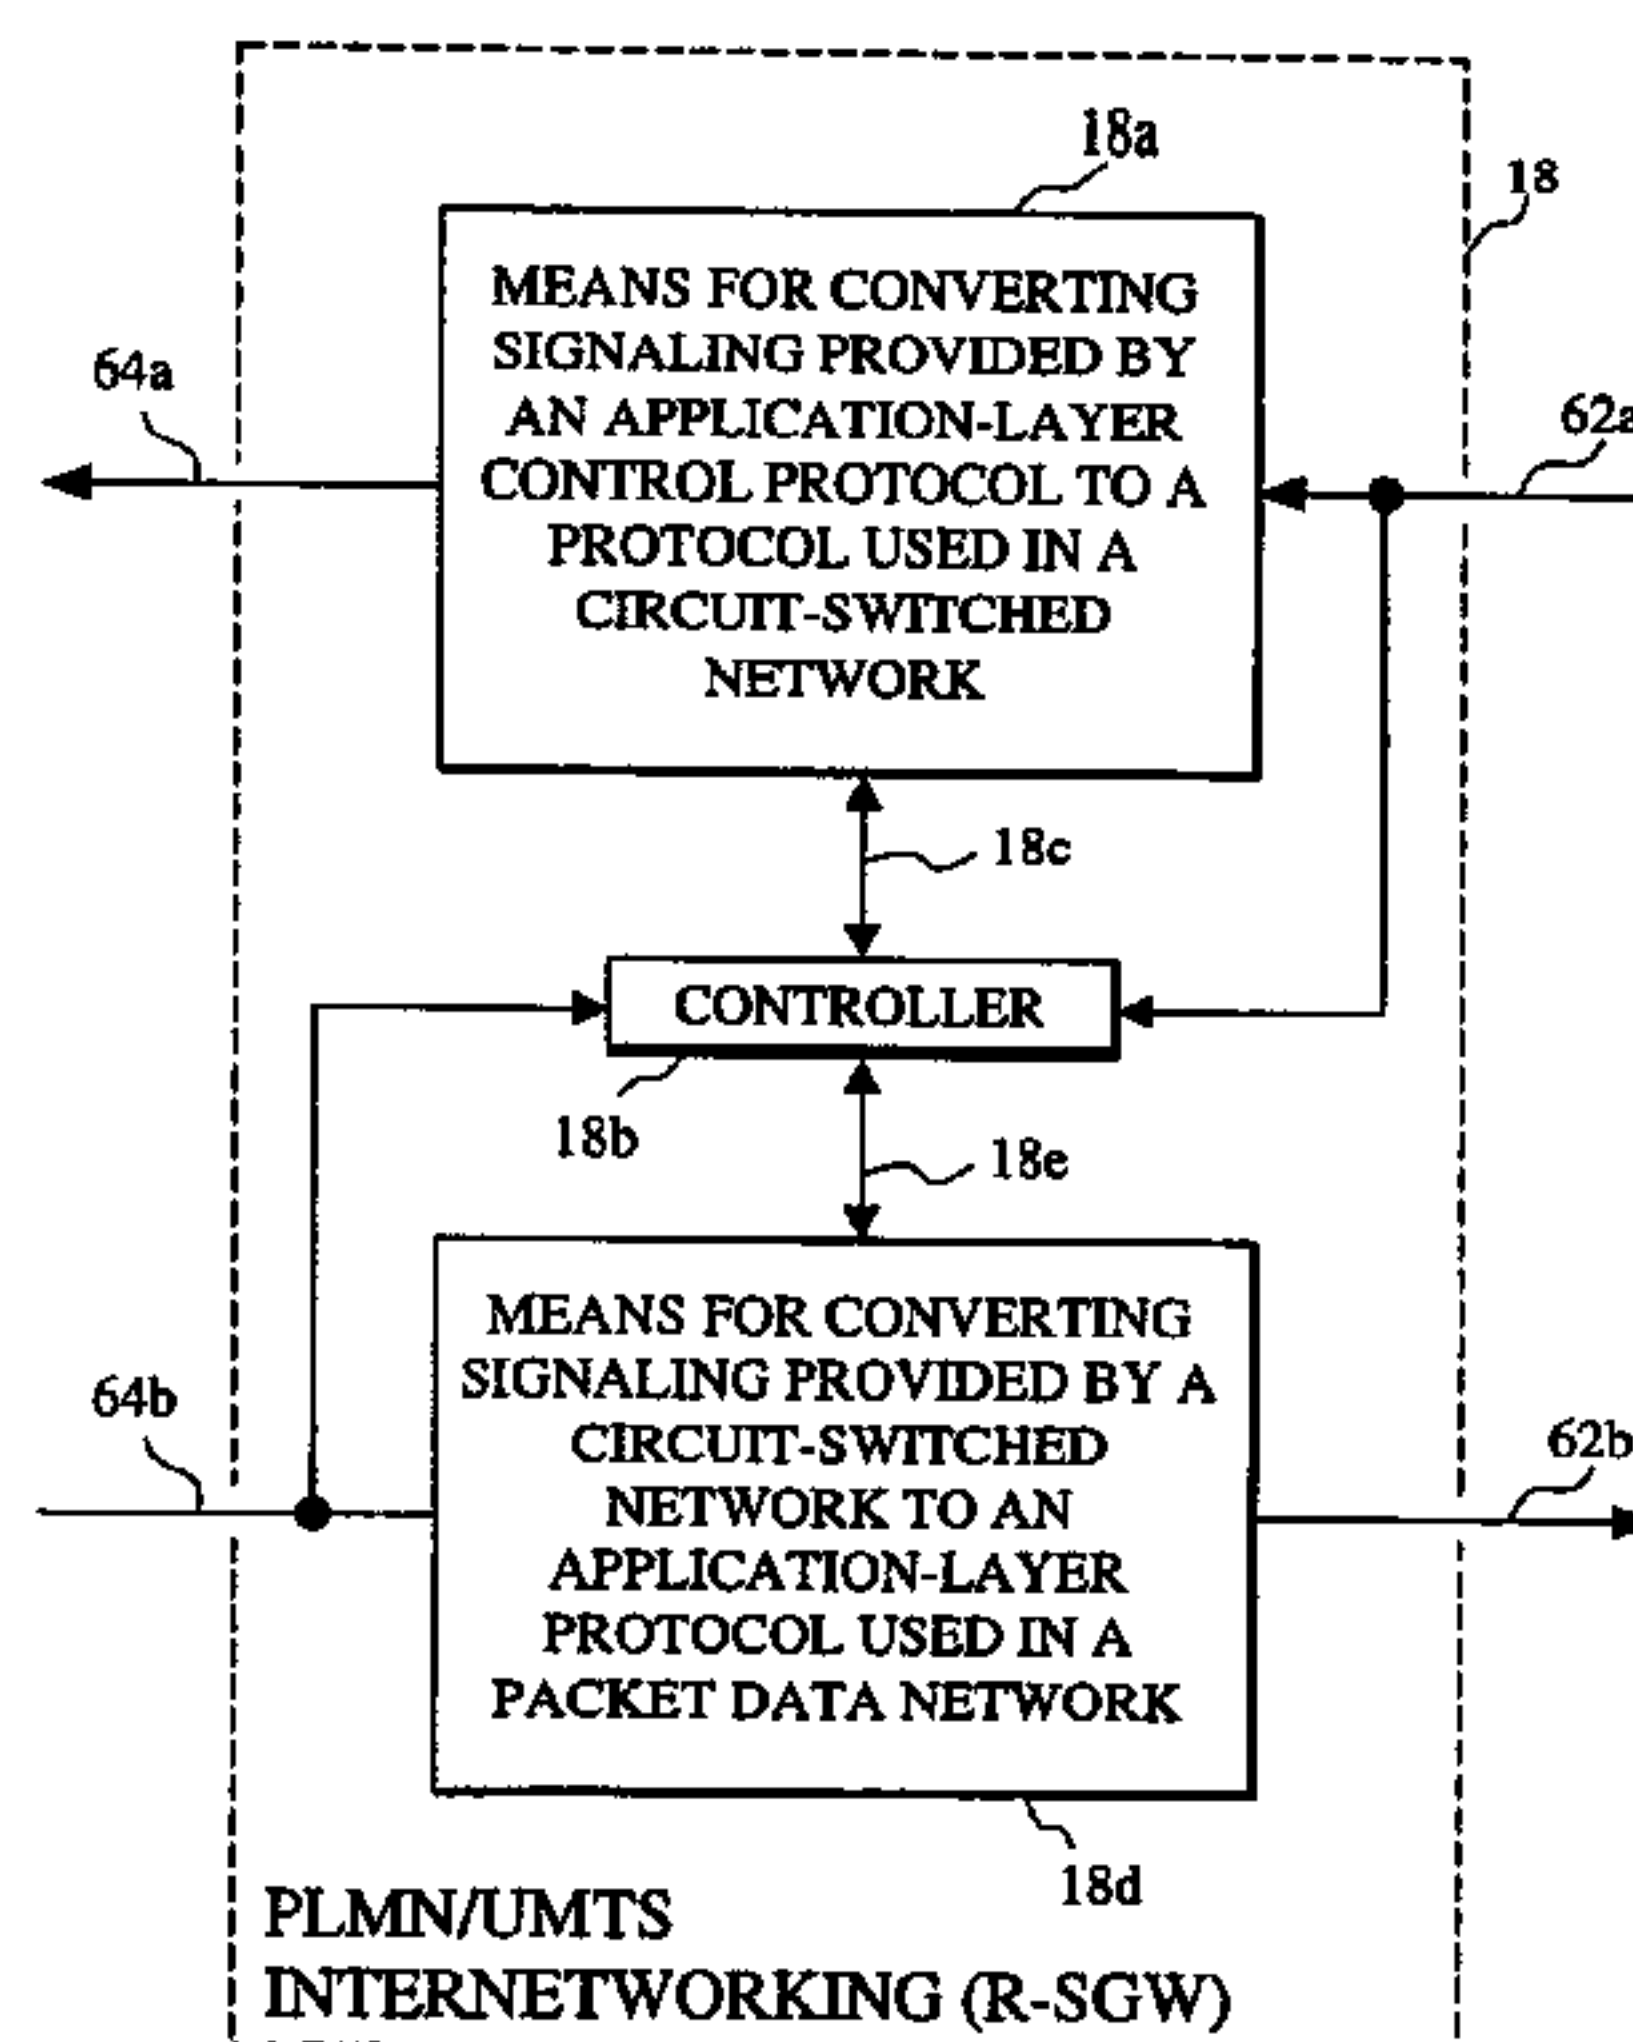 18a
18
MEANS FOR CONVERTING
SIGNALING PROVIDED BY
AN APPLICATION-LAYER
CONTROL PROTOCOL TO A
PROTOCOL USED IN A
CIRCUIT-SWITCHED
NETWORK
64a
62a
18c
CONTROLLER
18b
18e
MEANS FOR CONVERTING
SIGNALING PROVIDED BY A
CIRCUIT-SWITCHED
NETWORK TO AN
APPLICATION-LAYER
PROTOCOL USED IN A
PACKET DATA NETWORK
64b
62b
18d
PLMN/UMTS
INTERNETWORKING (R-SGW)